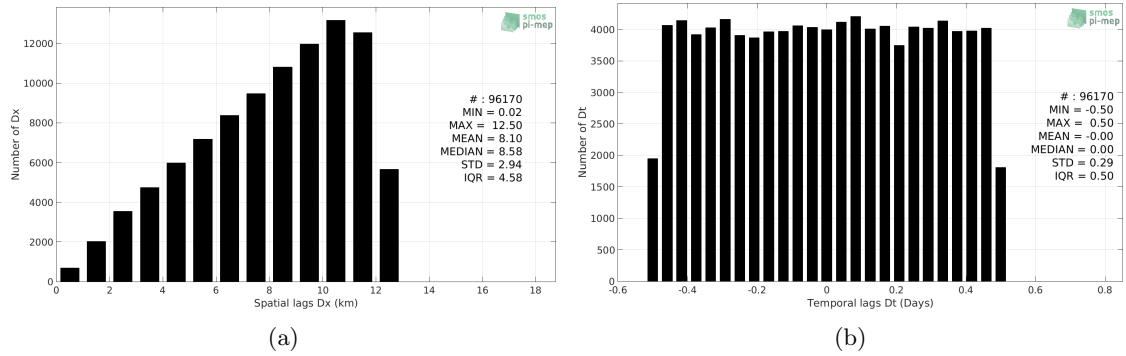 smos
pi-mep
12000
10000
8000
6000
4000
2000
0
Number of Dx
# : 96170
MIN = 0.02
MAX = 12.50
MEAN = 8.10
MEDIAN = 8.58
STD = 2.94
IQR = 4.58
0 2 4 6 8 10 12 14 16 18
Spatial lags Dx (km)
(a)
smos
pi-mep
4000
3500
3000
2500
2000
1500
1000
500
0
Number of Dt
# : 96170
MIN = -0.50
MAX = 0.50
MEAN = -0.00
MEDIAN = 0.00
STD = 0.29
IQR = 0.50
-0.6 -0.4 -0.2 0 0.2 0.4 0.6 0.8
Temporal lags Dt (Days)
(b)